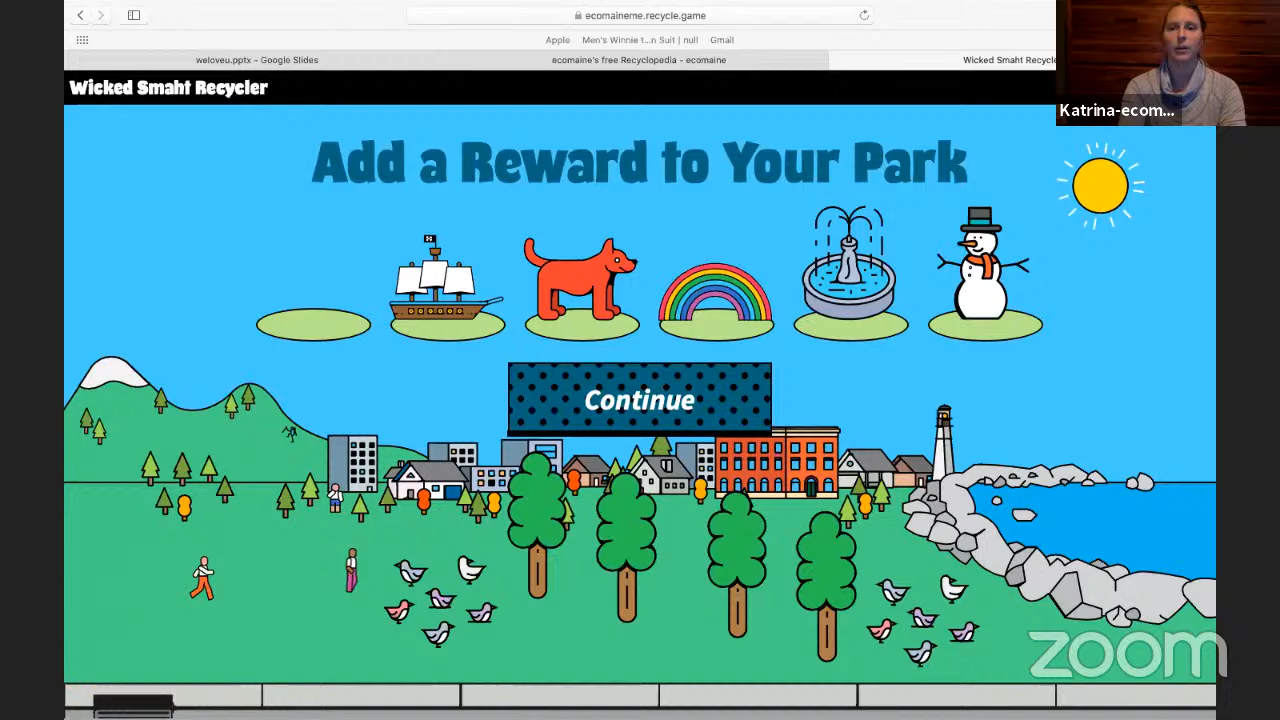 ecomaineme.recycle.game
Apple Men's Winnie t...n Suit | null Gmail
weloveu.pptx – Google Slides
ecomaine's free Recyclopedia - ecomaine
Wicked Smaht Recycle
Katrina-ecom...
Wicked Smaht Recycler
Add a Reward to Your Park
Continue
zoom